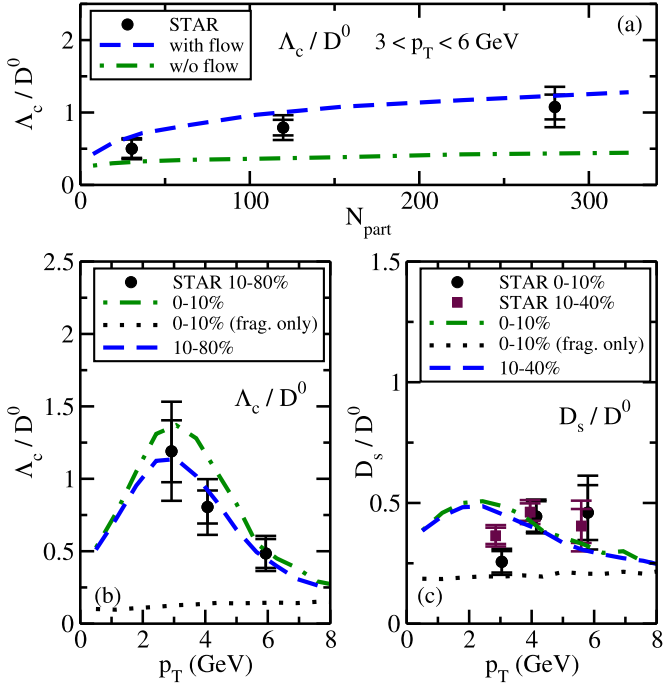 2
1
0
Λc / D0
STAR
with flow
w/o flow
Λc / D0 3 < pT < 6 GeV
(a)
0 100 200 300
Npart
2.5
2
1.5
1
0.5
0
Λc / D0
STAR 10-80%
0-10%
0-10% (frag. only)
10-80%
Λc / D0
(b)
0 2 4 6 8
pT (GeV)
1.5
1
0.5
0
Ds / D0
STAR 0-10%
STAR 10-40%
0-10%
0-10% (frag. only)
10-40%
Ds / D0
(c)
0 2 4 6 8
pT (GeV)